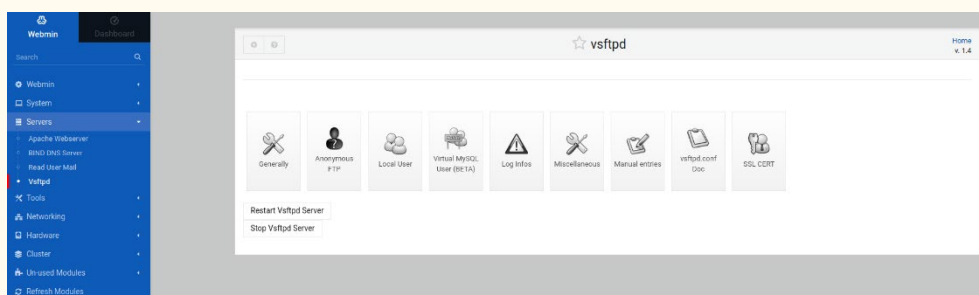 Webmin
Dashboard
Search
Webmin
System
Servers
Apache Webserver
BIND DNS Server
Read User Mail
Vsftpd
Tools
Networking
Hardware
Cluster
Un-used Modules
Refresh Modules
vsftpd
Home
v. 1.4
Generally
Anonymous
FTP
Local User
Virtual MySQL
User (BETA)
Log Infos
Miscellaneous
Manual entries
vsftpd.conf
Doc
SSL CERT
Restart Vsftpd Server
Stop Vsftpd Server